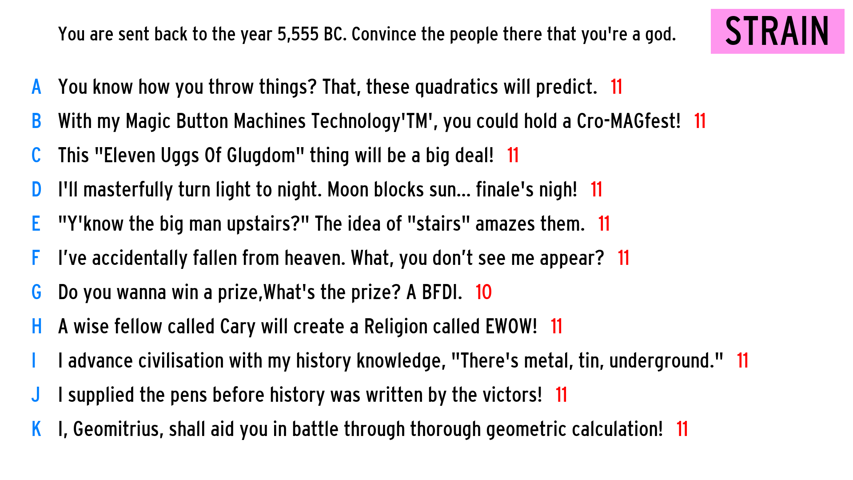 You are sent back to the year 5,555 BC. Convince the people there that you're a god.
STRAIN
A You know how you throw things? That, these quadratics will predict. 11
B With my Magic Button Machines Technology'TM', you could hold a Cro-MAGfest! 11
C This "Eleven Uggs Of Glugdom" thing will be a big deal! 11
D I'll masterfully turn light to night. Moon blocks sun... finale's nigh! 11
E "Y'know the big man upstairs?" The idea of "stairs" amazes them. 11
F I’ve accidentally fallen from heaven. What, you don’t see me appear? 11
G Do you wanna win a prize,What's the prize? A BFDI. 10
H A wise fellow called Cary will create a Religion called EWOW! 11
I I advance civilisation with my history knowledge, "There's metal, tin, underground." 11
J I supplied the pens before history was written by the victors! 11
K I, Geomitrius, shall aid you in battle through thorough geometric calculation! 11